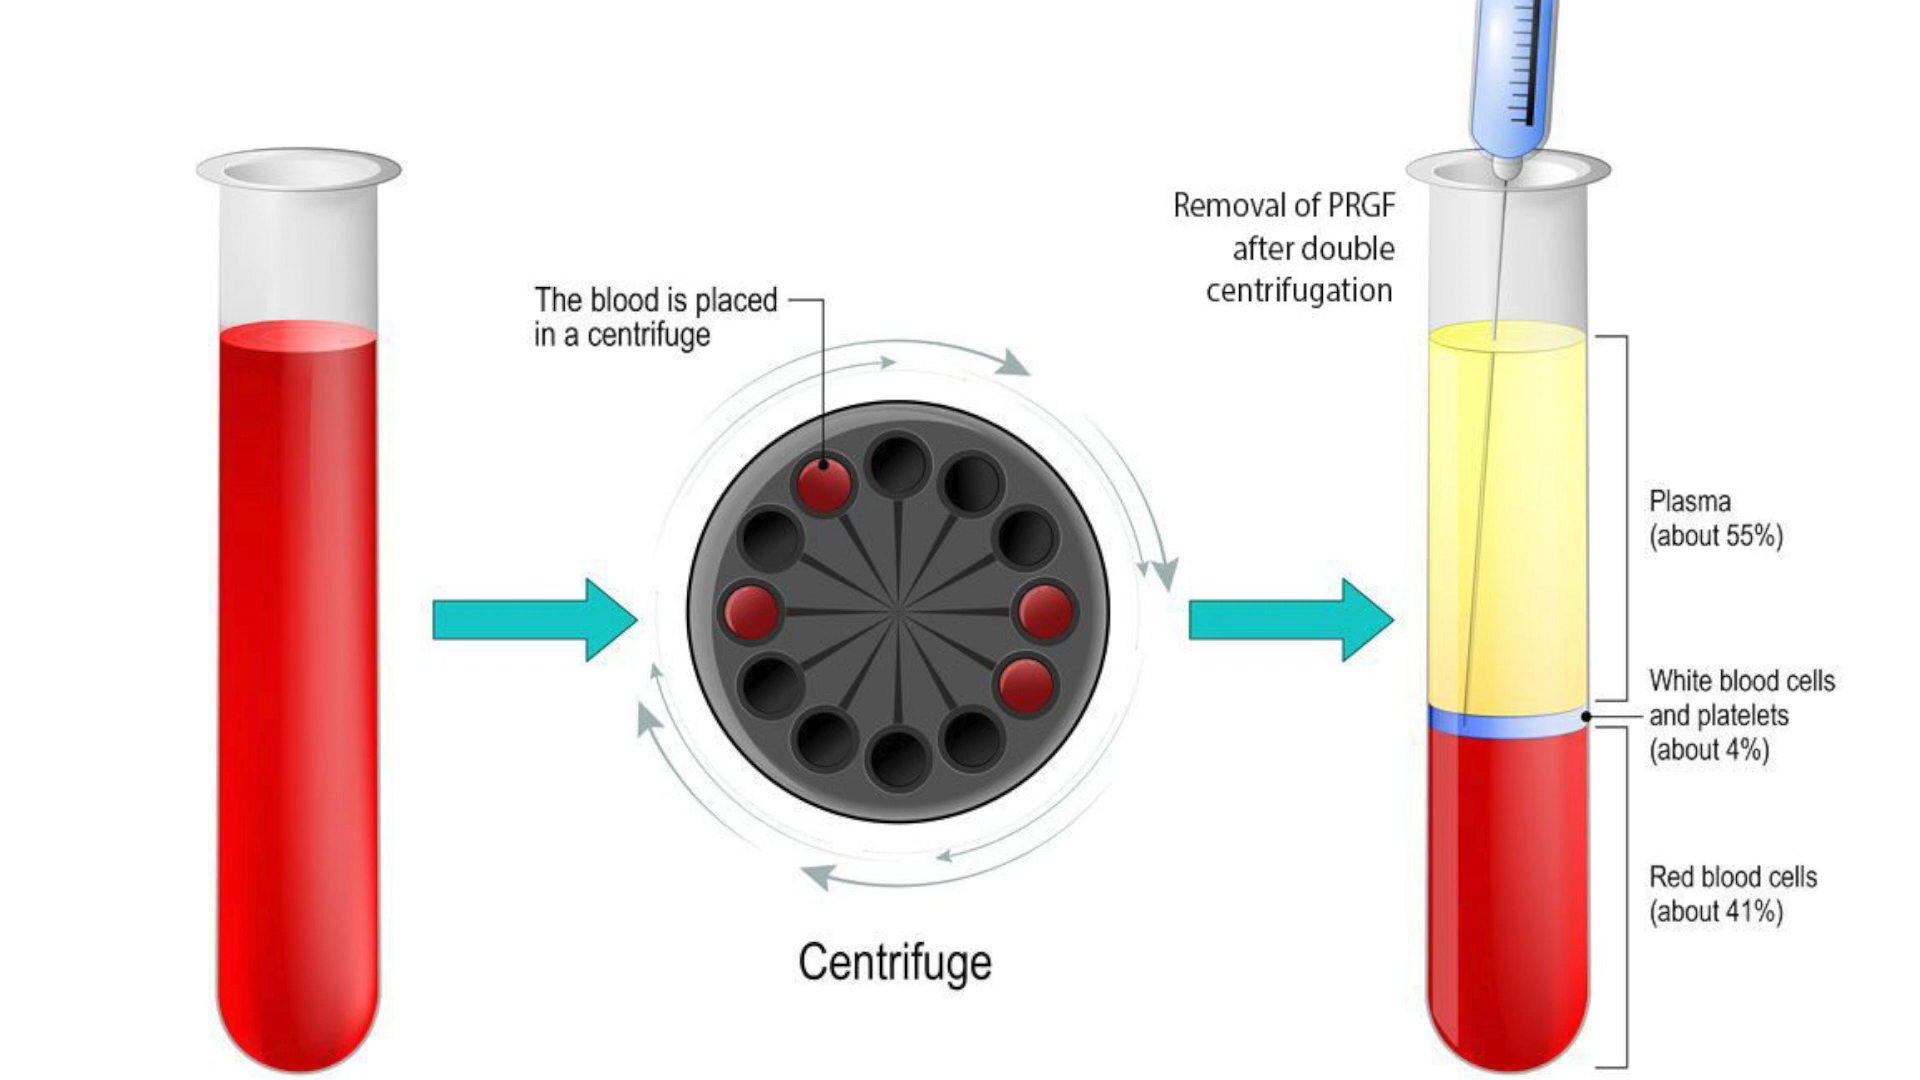 The blood is placed
in a centrifuge
Centrifuge
Removal of PRGF
after double
centrifugation
Plasma
(about 55%)
White blood cells
and platelets
(about 4%)
Red blood cells
(about 41%)